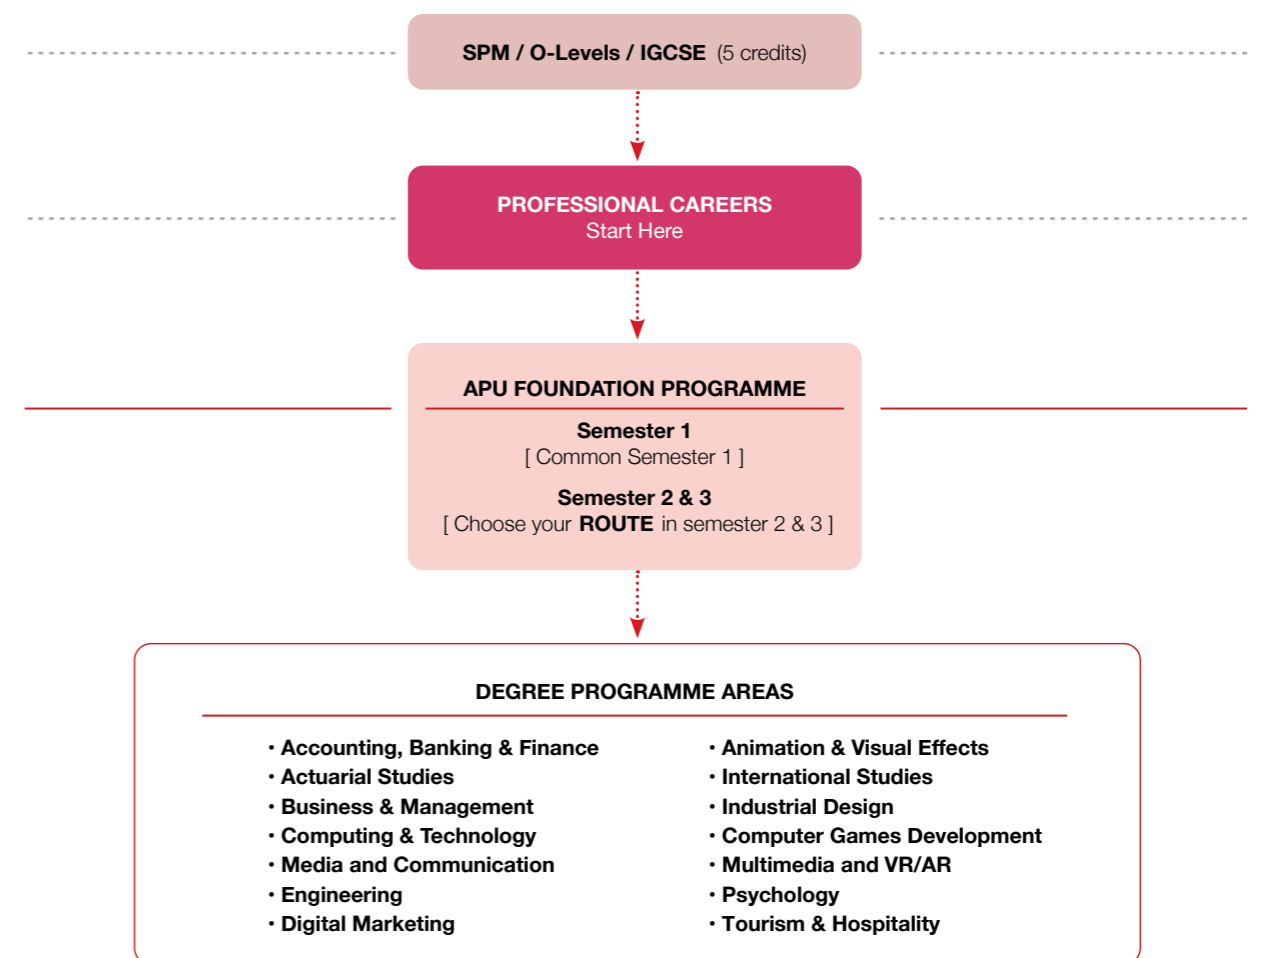 SPM / O-Levels / IGCSE (5 credits)
PROFESSIONAL CAREERS
Start Here
APU FOUNDATION PROGRAMME
Semester 1
[ Common Semester 1 ]
Semester 2 & 3
[ Choose your ROUTE in semester 2 & 3 ]
DEGREE PROGRAMME AREAS
• Accounting, Banking & Finance
• Actuarial Studies
• Business & Management
• Computing & Technology
• Media and Communication
• Engineering
• Digital Marketing
• Animation & Visual Effects
• International Studies
• Industrial Design
• Computer Games Development
• Multimedia and VR/AR
• Psychology
• Tourism & Hospitality